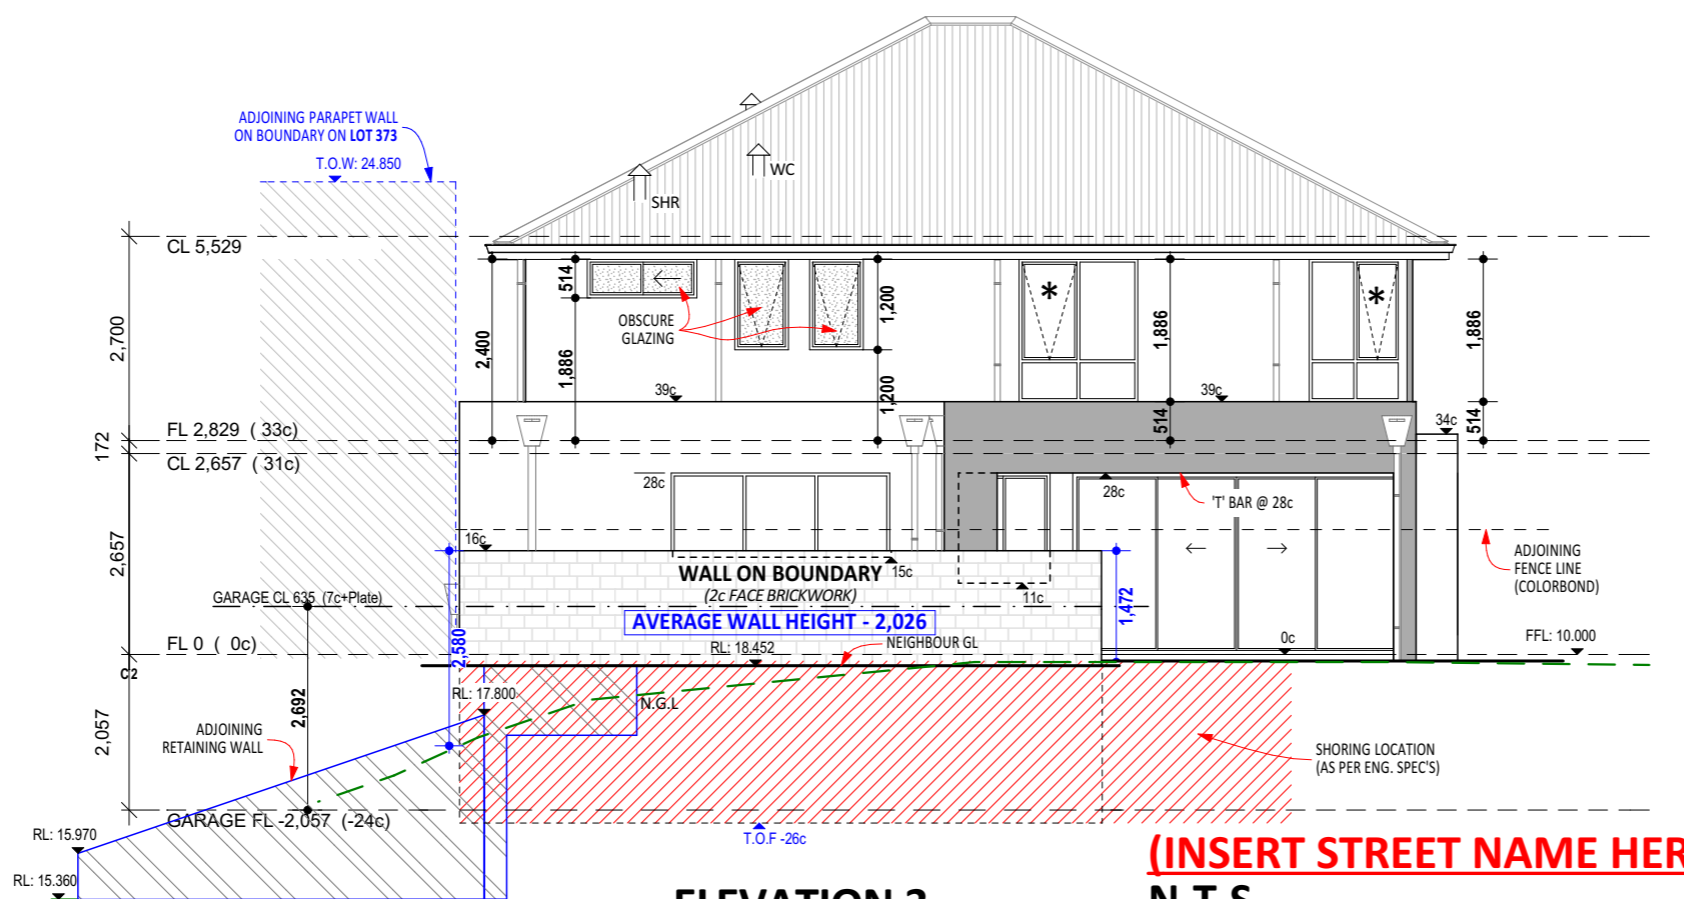 ADJOINING PARAPET WALL
ON BOUNDARY ON LOT 373
T.O.W: 24.850
WC
SHR
CL 5,529
514
2,400
1,886
OBSCURE
GLAZING
1,200
1,200
*
*
1,886
514
1,886
514
2,700
39c
39c
34c
FL 2,829 ( 33c)
172
CL 2,657 ( 31c)
28c
28c
'T' BAR @ 28c
2,657
16c
WALL ON BOUNDARY
15c
(2c FACE BRICKWORK)
11c
ADJOINING
FENCE LINE
(COLORBOND)
GARAGE CL 635 (7c+Plate)
AVERAGE WALL HEIGHT - 2,026
1,472
2,580
NEIGHBOUR GL
FL 0 ( 0c)
RL: 18.452
0c
FFL: 10.000
2,692
RL: 17.800
N.G.L
2,057
ADJOINING
RETAINING WALL
SHORING LOCATION
(AS PER ENG. SPEC'S)
GARAGE FL -2,057 (-24c)
RL: 15.970
T.O.F -26c
RL: 15.360
(INSERT STREET NAME HER
N.T.S